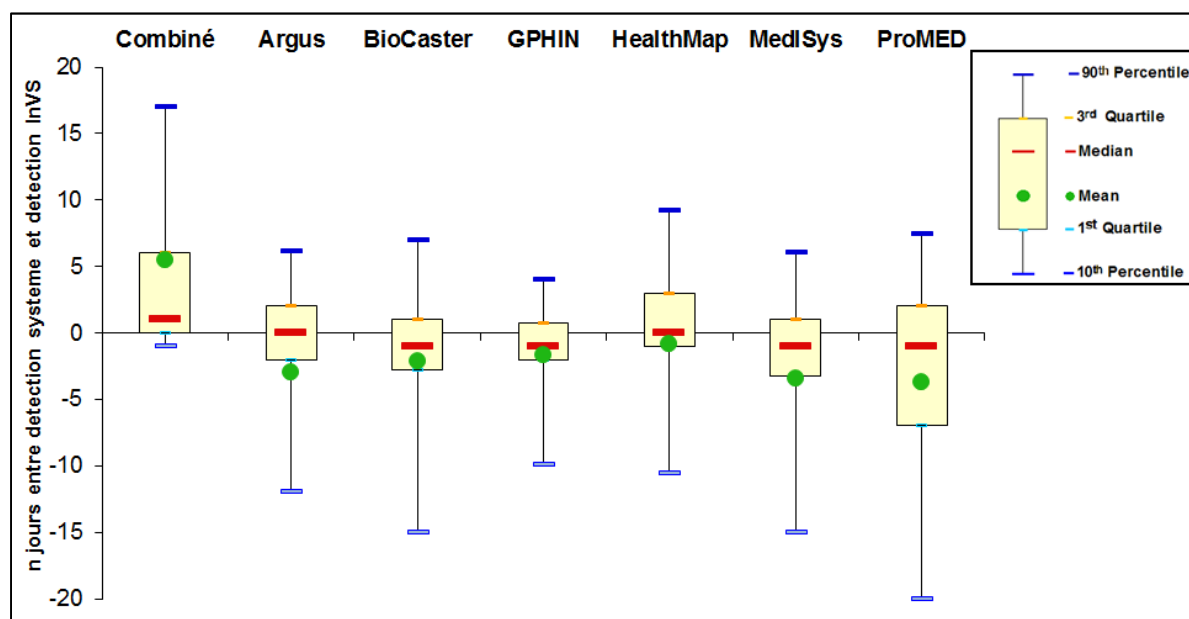 Combiné Argus BioCaster GPHIN HealthMap MedISys ProMED
n jours entre detection systeme et detection InVS
20
15
10
5
0
-5
-10
-15
-20
90th Percentile
3rd Quartile
Median
Mean
1st Quartile
10th Percentile